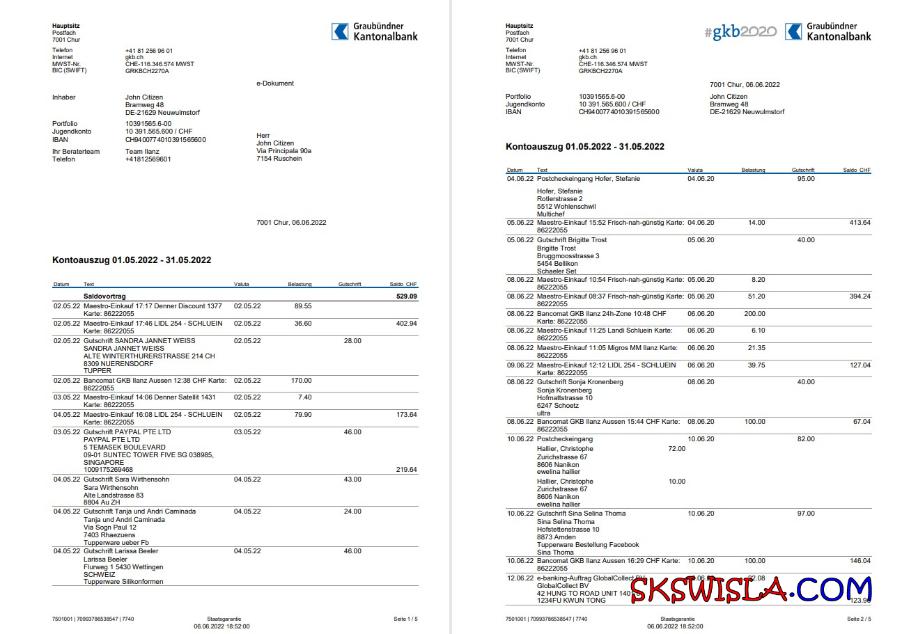 Hauptsitz
Postfach
7001 Chur
Graubündner
Kantonalbank
Telefon +41 81 256 96 01
Internet gkb.ch
MWST-Nr. CHE-116.346.574 MWST
BIC (SWIFT) GRKBCH2270A
e-Dokument
Inhaber John Citizen
Bramweg 48
DE-21629 Neuwulmstorf
Portfolio 10391565.6-00
Jugendkonto 10 391.565.600 / CHF
IBAN CH9400774010391565600
Ihr Beraterteam Team Ilanz
Telefon +41812569601
Herr
John Citizen
Via Principala 90a
7154 Ruschein
7001 Chur, 06.06.2022
Kontoauszug 01.05.2022 - 31.05.2022
Datum Text Valuta Belastung Gutschrift Saldo CHF
Saldovortrag 529.09
02.05.22 Maestro-Einkauf 17:17 Denner Discount 1377 02.05.22 89.55
Karte: 86222055
02.05.22 Maestro-Einkauf 17:46 LIDL 254 - SCHLUEIN 02.05.22 36.60 402.94
Karte: 86222055
02.05.22 Gutschrift SANDRA JANNET WEISS 02.05.22 28.00
SANDRA JANNET WEISS
ALTE WINTERTHURERSTRASSE 214 CH
8309 NUERENSDORF
TUPPER
02.05.22 Bancomat GKB Ilanz Aussen 12:38 CHF Karte: 02.05.22 170.00
86222055
03.05.22 Maestro-Einkauf 14:06 Denner Satellit 1431 02.05.22 7.40
Karte: 86222055
04.05.22 Maestro-Einkauf 16:08 LIDL 254 - SCHLUEIN 02.05.22 79.90 173.64
Karte: 86222055
03.05.22 Gutschrift PAYPAL PTE LTD 03.05.22 46.00
PAYPAL PTE LTD
5 TEMASEK BOULEVARD
09-01 SUNTEC TOWER FIVE SG 038985,
SINGAPORE
1009175269468 219.64
04.05.22 Gutschrift Sara Wirthensohn 04.05.22 43.00
Sara Wirthensohn
Alte Landstrasse 83
8804 Au ZH
04.05.22 Gutschrift Tanja und Andri Caminada 04.05.22 24.00
Tanja und Andri Caminada
Via Sogn Paul 12
7403 Rhaezuens
Tupperware ueber Fb
04.05.22 Gutschrift Larissa Beeler 04.05.22 46.00
Larissa Beeler
Flurweg 1 5430 Wettingen
SCHWEIZ
Tupperware Silikonformen
7501001 | 70993786538547 | 7740 Staatsgarantie Seite 1 / 5
06.06.2022 18:52:00
Hauptsitz
Postfach
7001 Chur
#gkb2020
Graubündner
Kantonalbank
Telefon +41 81 256 96 01
Internet gkb.ch
MWST-Nr. CHE-116.346.574 MWST
BIC (SWIFT) GRKBCH2270A
7001 Chur, 06.06.2022
Portfolio 10391565.6-00 John Citizen
Jugendkonto 10 391.565.600 / CHF Bramweg 48
IBAN CH9400774010391565600 DE-21629 Neuwulmstorf
Kontoauszug 01.05.2022 - 31.05.2022
Datum Text Valuta Belastung Gutschrift Saldo CHF
04.06.22 Postcheckeingang Hofer, Stefanie 04.06.20 95.00
Hofer, Stefanie
Rotlerstrasse 2
5512 Wohlenschwil
Multichef
05.06.22 Maestro-Einkauf 15:52 Frisch-nah-günstig Karte: 04.06.20 14.00 413.64
86222055
05.06.22 Gutschrift Brigitte Trost 05.06.20 40.00
Brigitte Trost
Bruggmoosstrasse 3
5454 Bellikon
Schaeler Set
08.06.22 Maestro-Einkauf 10:54 Frisch-nah-günstig Karte: 05.06.20 8.20
86222055
08.06.22 Maestro-Einkauf 08:37 Frisch-nah-günstig Karte: 05.06.20 51.20 394.24
86222055
08.06.22 Bancomat GKB Ilanz 24h-Zone 10:48 CHF 06.06.20 200.00
Karte: 86222055
08.06.22 Maestro-Einkauf 11:25 Landi Schluein Karte: 06.06.20 6.10
86222055
08.06.22 Maestro-Einkauf 11:05 Migros MM Ilanz Karte: 06.06.20 21.35
86222055
09.06.22 Maestro-Einkauf 12:12 LIDL 254 - SCHLUEIN 06.06.20 39.75 127.04
Karte: 86222055
08.06.22 Gutschrift Sonja Kronenberg 08.06.20 40.00
Sonja Kronenberg
Hofmattstrasse 10
6247 Schoetz
ultra
08.06.22 Bancomat GKB Ilanz Aussen 15:44 CHF Karte: 08.06.20 100.00 67.04
86222055
10.06.22 Postcheckeingang 10.06.20 82.00
Hallier, Christophe 72.00
Zurichstrasse 67
8606 Nanikon
ewelina hallier
Hallier, Christophe 10.00
Zurichstrasse 67
8606 Nanikon
ewelina hallier
10.06.22 Gutschrift Sina Selina Thoma 10.06.20 97.00
Sina Selina Thoma
Hofstettenstrasse 10
8873 Amden
Tupperware Bestellung Facebook
Sina Thoma
10.06.22 Bancomat GKB Ilanz Aussen 16:29 CHF Karte: 10.06.20 100.00 146.04
86222055
12.06.22 e-banking-Auftrag GlobalCollect
GlobalCollect BV
42 HUNG TO ROAD UNIT
1234FU KWUN TONG
SKSWISLA.COM
7501001 | 70993786538547 | 7740 Staatsgarantie Seite 2 / 5
06.06.2022 18:52:00